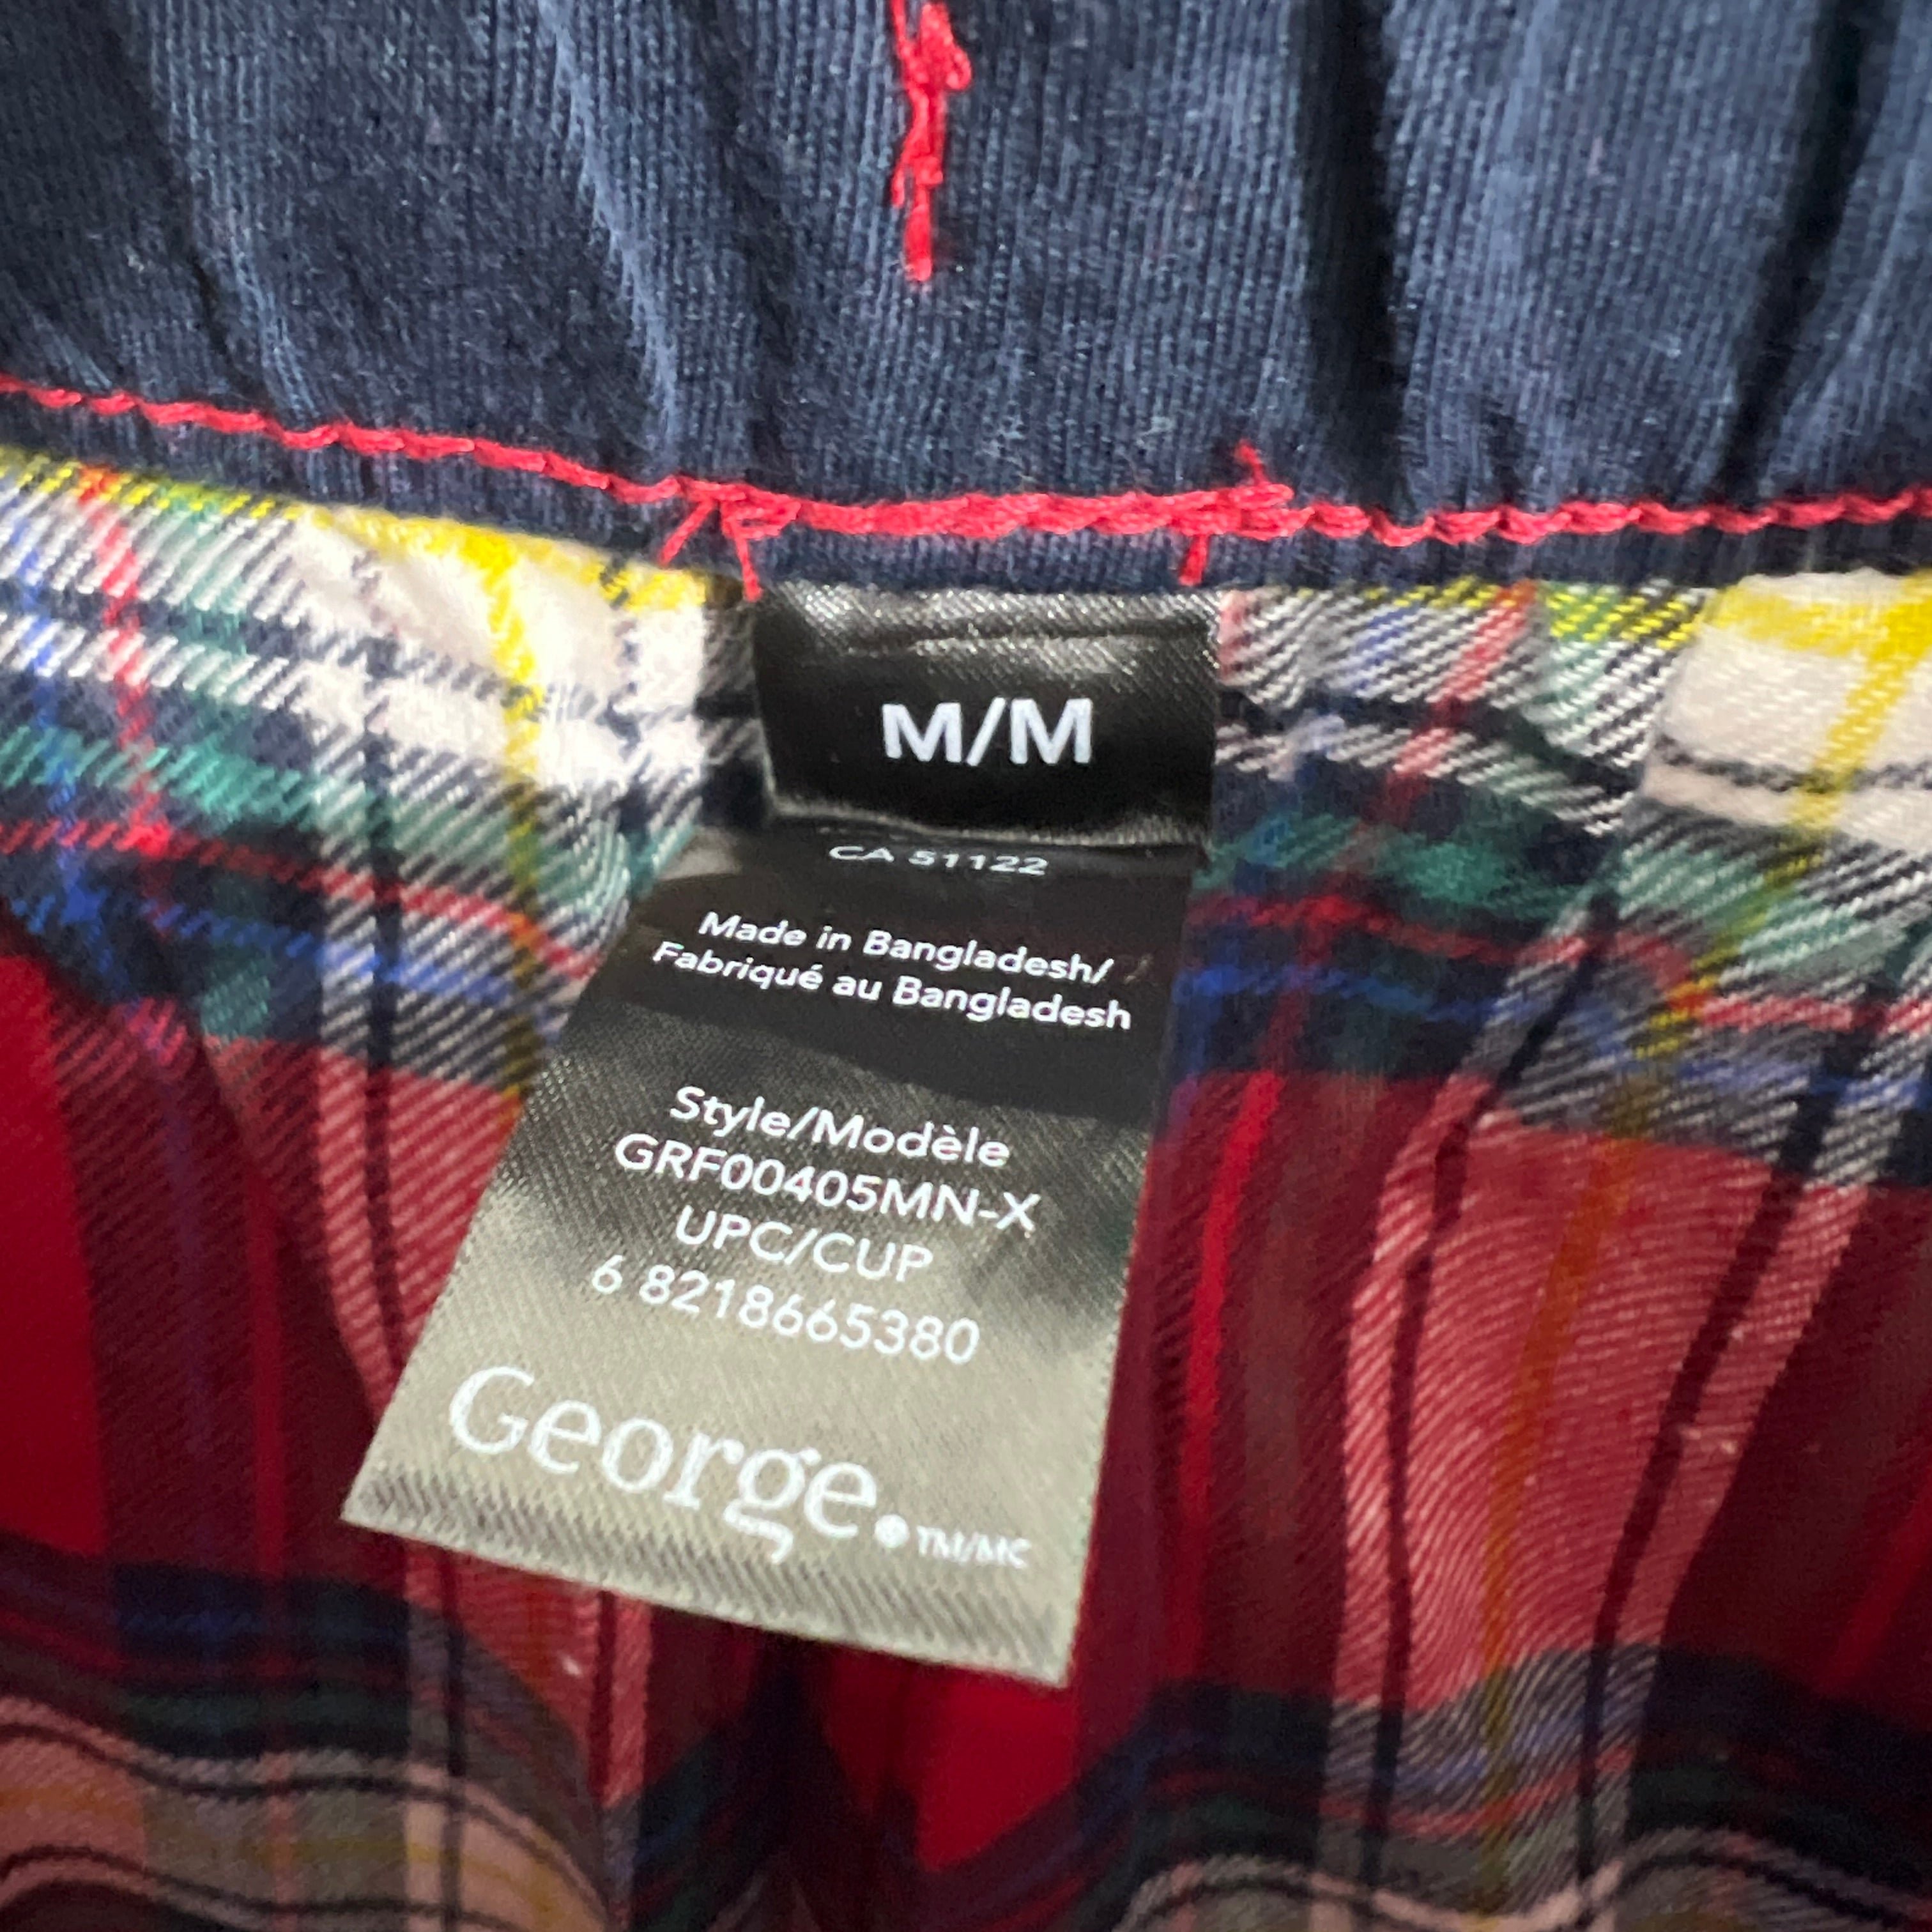 M/M
CA 51122
Made in Bangladesh/
Fabriqué au Bangladesh
Style/Modèle
GRF00405MN-X
UPC/CUP
6 8218665380
George.TM/MC